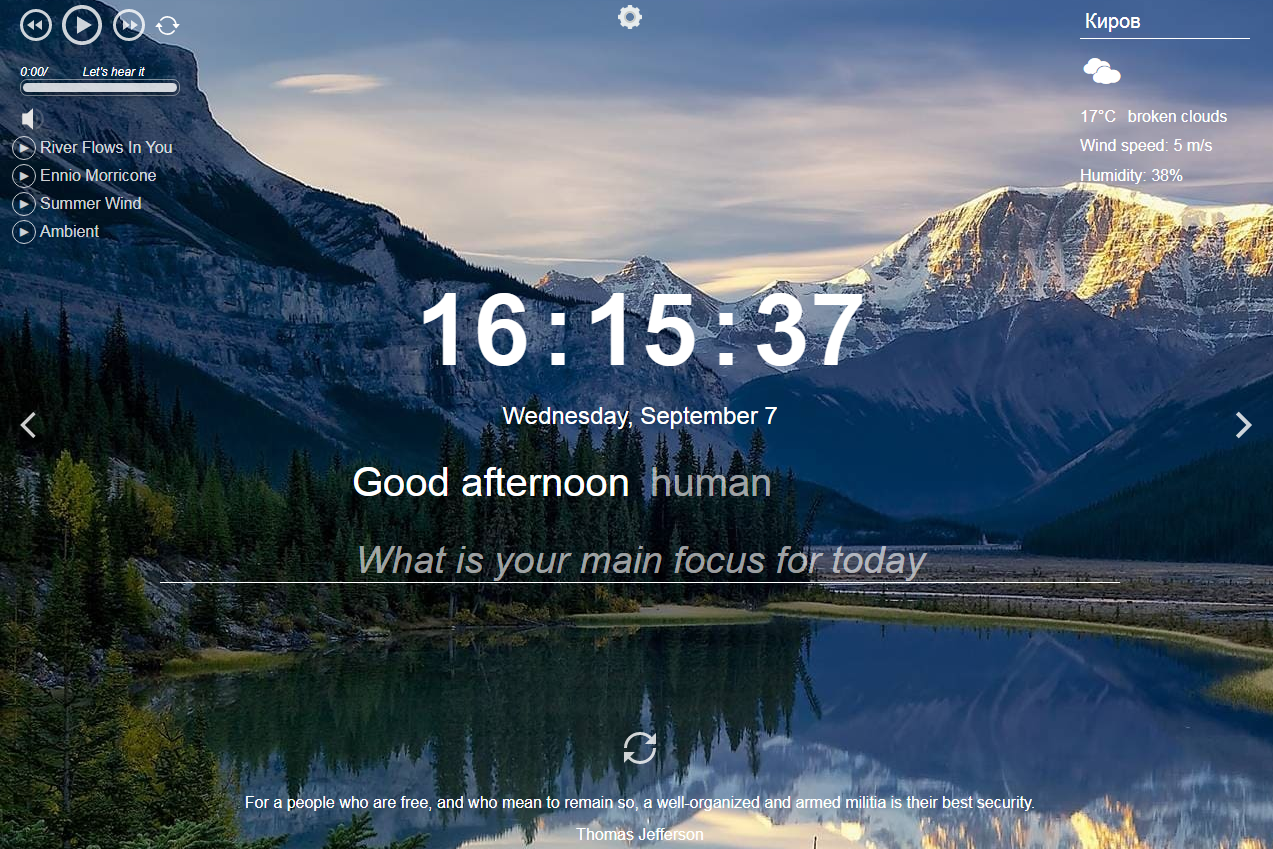 0:00/ Let's hear it
River Flows In You
Ennio Morricone
Summer Wind
Ambient
Киров
17°C broken clouds
Wind speed: 5 m/s
Humidity: 38%
16:15:37
Wednesday, September 7
Good afternoon human
What is your main focus for today
For a people who are free, and who mean to remain so, a well-organized and armed militia is their best security.
Thomas Jefferson